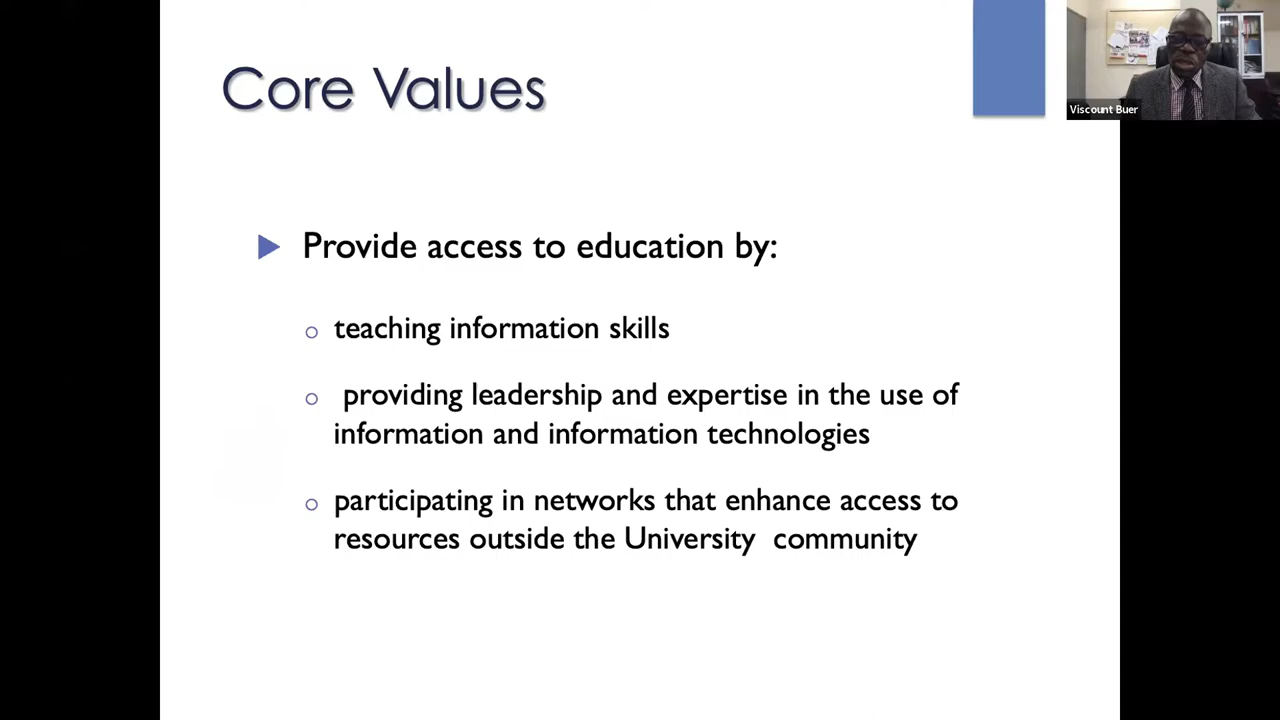 Core Values
Viscount Buer
Provide access to education by:
teaching information skills
providing leadership and expertise in the use of
information and information technologies
participating in networks that enhance access to
resources outside the University community